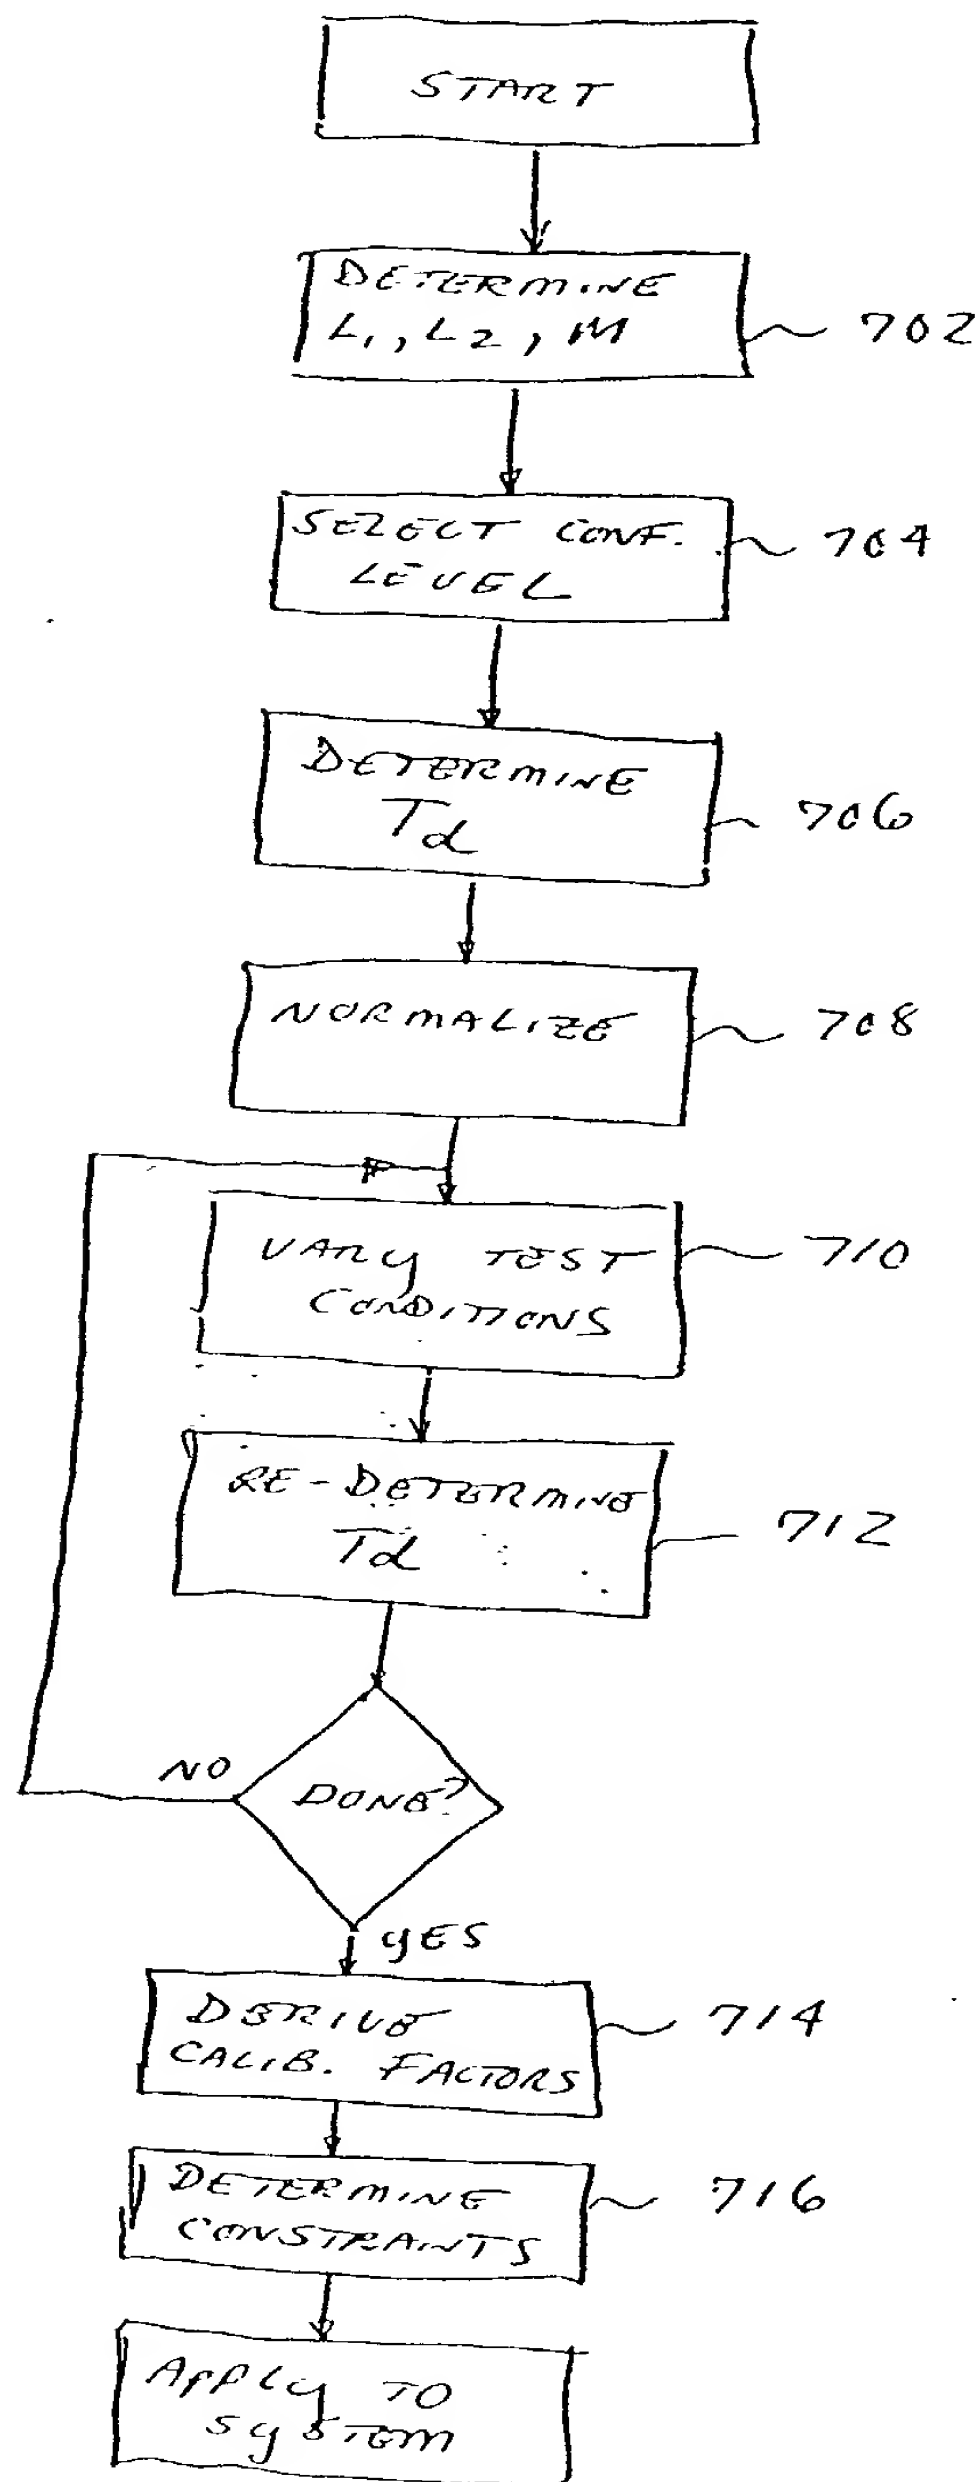 START
DETERMINE
L1, L2, M
702
SELECT CONF.
LEVEL
704
DETERMINE
Td
706
NORMALIZE
708
VARY TEST
CONDITIONS
710
RE-DETERMINE
Td
712
NO
DONE?
YES
DERIVE
CALIB. FACTORS
714
DETERMINE
CONSTRAINTS
716
APPLY TO
SYSTEM